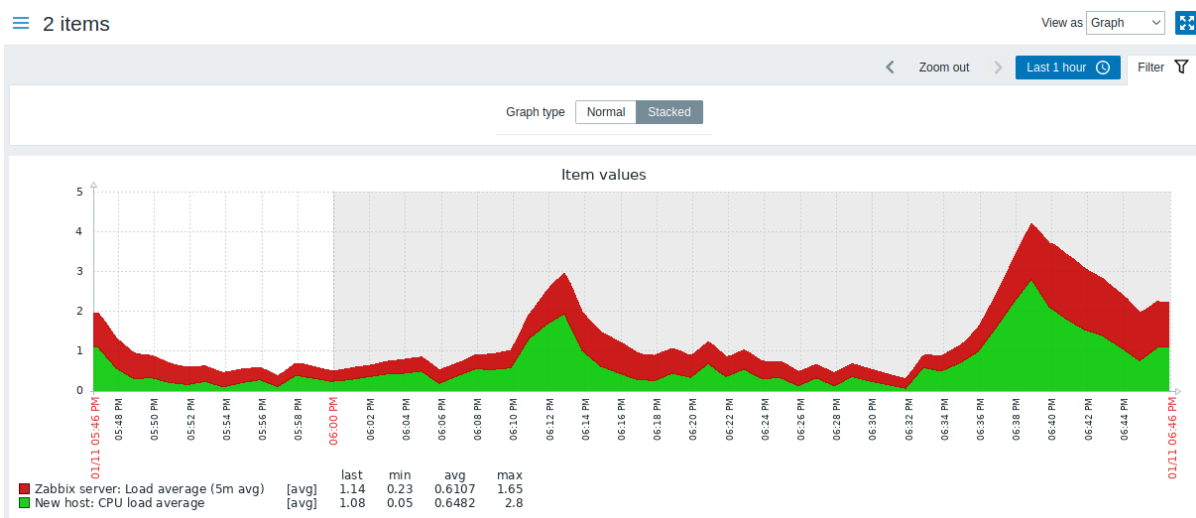 2 items
View as Graph
Zoom out Last 1 hour Filter
Graph type Normal Stacked
Item values
5
4
3
2
1
0
01/11 05:46 PM
05:48 PM
05:50 PM
05:52 PM
05:54 PM
05:56 PM
05:58 PM
06:00 PM
06:02 PM
06:04 PM
06:06 PM
06:08 PM
06:10 PM
06:12 PM
06:14 PM
06:16 PM
06:18 PM
06:20 PM
06:22 PM
06:24 PM
06:26 PM
06:28 PM
06:30 PM
06:32 PM
06:34 PM
06:36 PM
06:38 PM
06:40 PM
06:42 PM
06:44 PM
01/11 06:46 PM
last min avg max
Zabbix server: Load average (5m avg) [avg] 1.14 0.23 0.6107 1.65
New host: CPU load average [avg] 1.08 0.05 0.6482 2.8